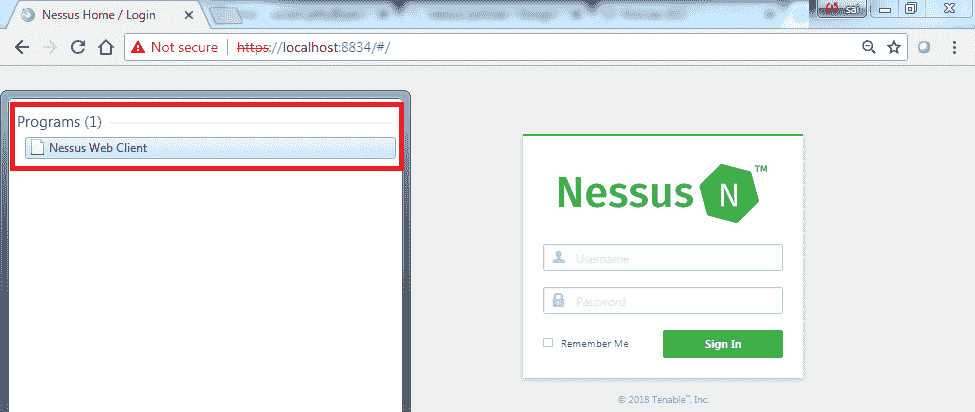 Nessus Home / Login
sai
Not secure
https://localhost:8834/#/
Programs (1)
Nessus Web Client
Nessus N ™
Username
Password
Remember Me
Sign In
© 2018 Tenable™, Inc.